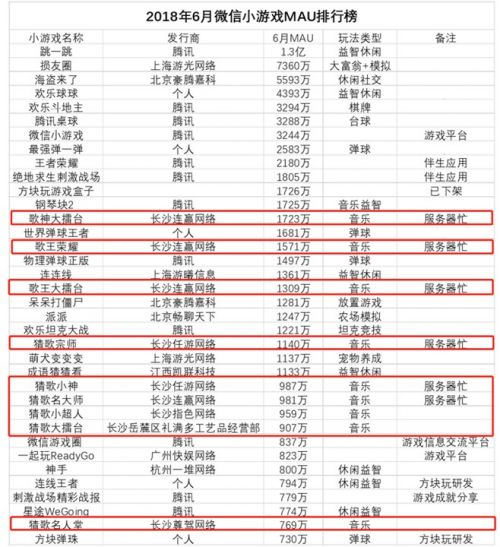 2018年6月微信小游戏MAU排行榜
小游戏名称 发行商 6月MAU 玩法类型 备注
跳一跳 腾讯 1.3亿 益智休闲
损友圈 上海游光网络 7360万 大富翁+模拟
海盗来了 北京豪腾嘉科 5593万 休闲社交
欢乐球球 个人 4393万 益智休闲
欢乐斗地主 腾讯 3294万 棋牌
腾讯桌球 腾讯 3288万 台球
微信小游戏 腾讯 3244万 游戏平台
最强弹一弹 个人 2583万 弹球
王者荣耀 腾讯 2180万 伴生应用
绝地求生刺激战场 腾讯 1805万 伴生应用
方块玩游戏盒子 1726万 已下架
钢琴块2 腾讯 1725万 音乐益智
歌神大擂台 长沙连赢网络 1723万 音乐 服务器忙
世界弹球王者 个人 1681万 弹球
歌王荣耀 长沙连赢网络 1571万 音乐 服务器忙
物理弹球正版 腾讯 1497万 弹球
连连线 上海游曦信息 1361万 益智休闲
歌王大擂台 长沙连赢网络 1309万 音乐 服务器忙
呆呆打僵尸 北京豪腾嘉科 1281万 放置游戏
派派 北京畅聊天下 1247万 农场模拟
欢乐坦克大战 腾讯 1221万 坦克竞技
猜歌宗师 长沙任游网络 1140万 音乐 服务器忙
萌犬变变变 上海游光网络 1137万 宠物养成
成语猜猜看 江西凯联科技 1133万 益智休闲
猜歌小神 长沙任游网络 987万 音乐 服务器忙
猜歌名大师 长沙连赢网络 981万 音乐 服务器忙
猜歌小超人 长沙指色网络 959万 音乐
猜歌大擂台 长沙岳麓区礼满多工艺品经营部 907万 音乐
微信游戏圈 腾讯 837万 游戏信息交流平台
一起玩ReadyGo 广州快娱网络 823万 游戏平台
神手 杭州一堆网络 800万 休闲益智
连线王者 个人 794万 休闲益智 方块玩研发
刺激战场精彩战报 腾讯 779万 游戏成就分享
星途WeGoing 腾讯 774万 休闲益智
猜歌名人堂 长沙尊驾网络 769万 音乐
方块弹珠 个人 730万 弹球 方块玩研发